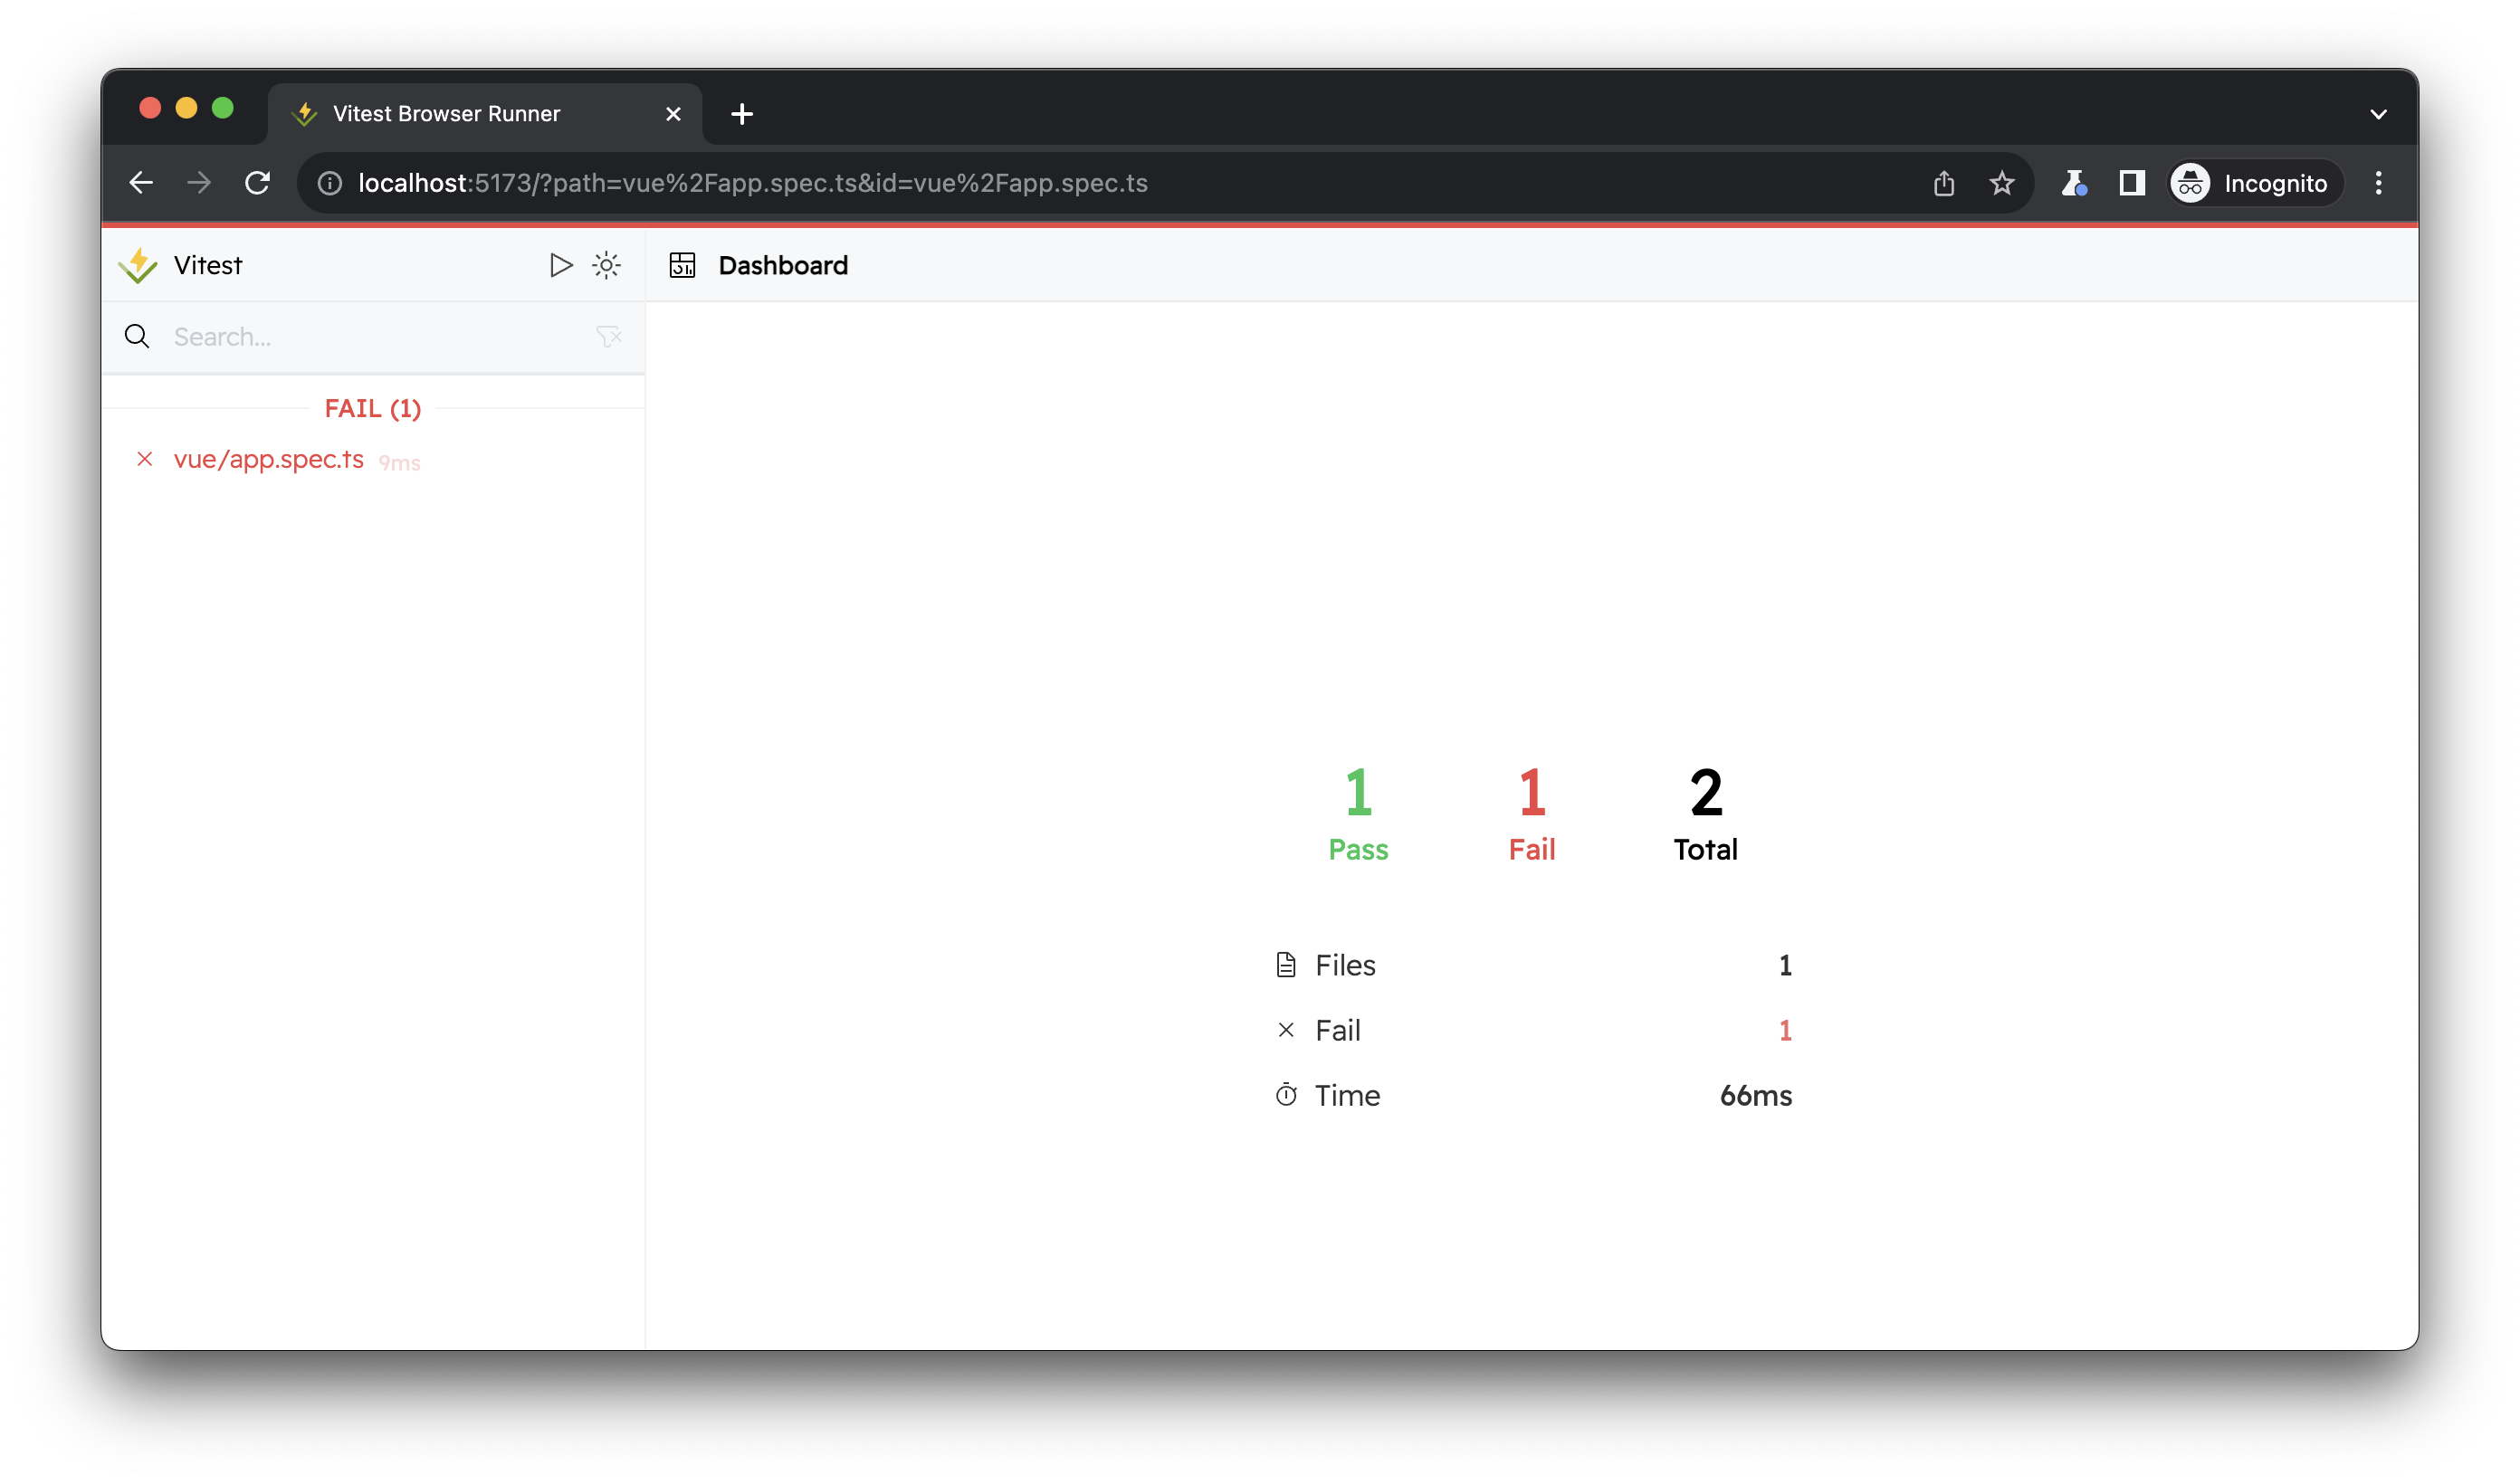 Vitest Browser Runner
localhost:5173/?path=vue%2Fapp.spec.ts&id=vue%2Fapp.spec.ts
Incognito
Vitest
Dashboard
Search...
FAIL (1)
vue/app.spec.ts 9ms
1 1 2
Pass Fail Total
Files 1
Fail 1
Time 66ms